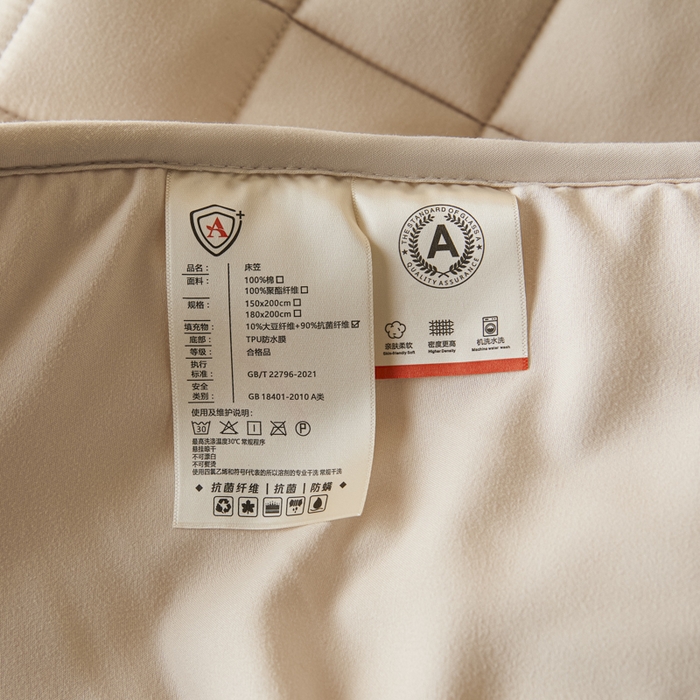 A+
品名： 床笠
面料： 100%棉
100%聚酯纤维
规格： 150x200cm
180x200cm
填充物： 10%大豆纤维+90%抗菌纤维
底部： TPU防水膜
等级： 合格品
执行
标准： GB/T 22796-2021
安全
类别： GB 18401-2010 A类
使用及维护说明：
30 P
最高洗涤温度30℃ 常规程序
悬挂晾干
不可漂白
不可熨烫
使用四氯乙烯和符号F代表的所以溶剂的专业干洗 常规干洗
抗菌纤维 | 抗菌 | 防螨
THE STANDARD OF GLASS A
A
QUALITY ASSURANCE
亲肤柔软 密度更高 机洗水洗
Skin-friendly Soft Higher Density Machine water wash